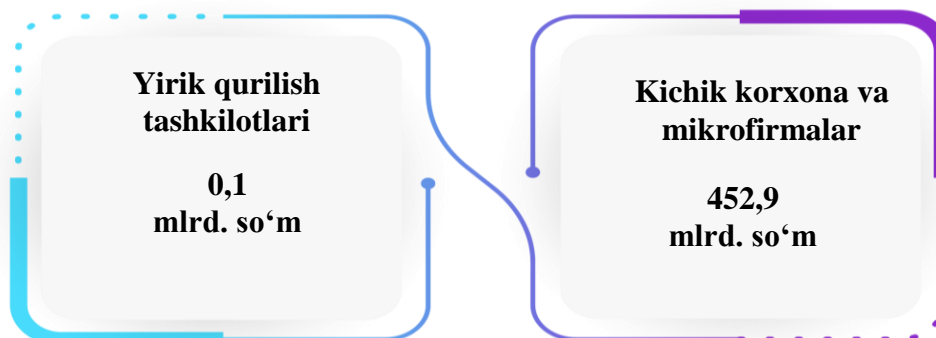 Yirik qurilish
tashkilotlari
0,1
mlrd. so‘m
Kichik korxona va
mikrofirmalar
452,9
mlrd. so‘m